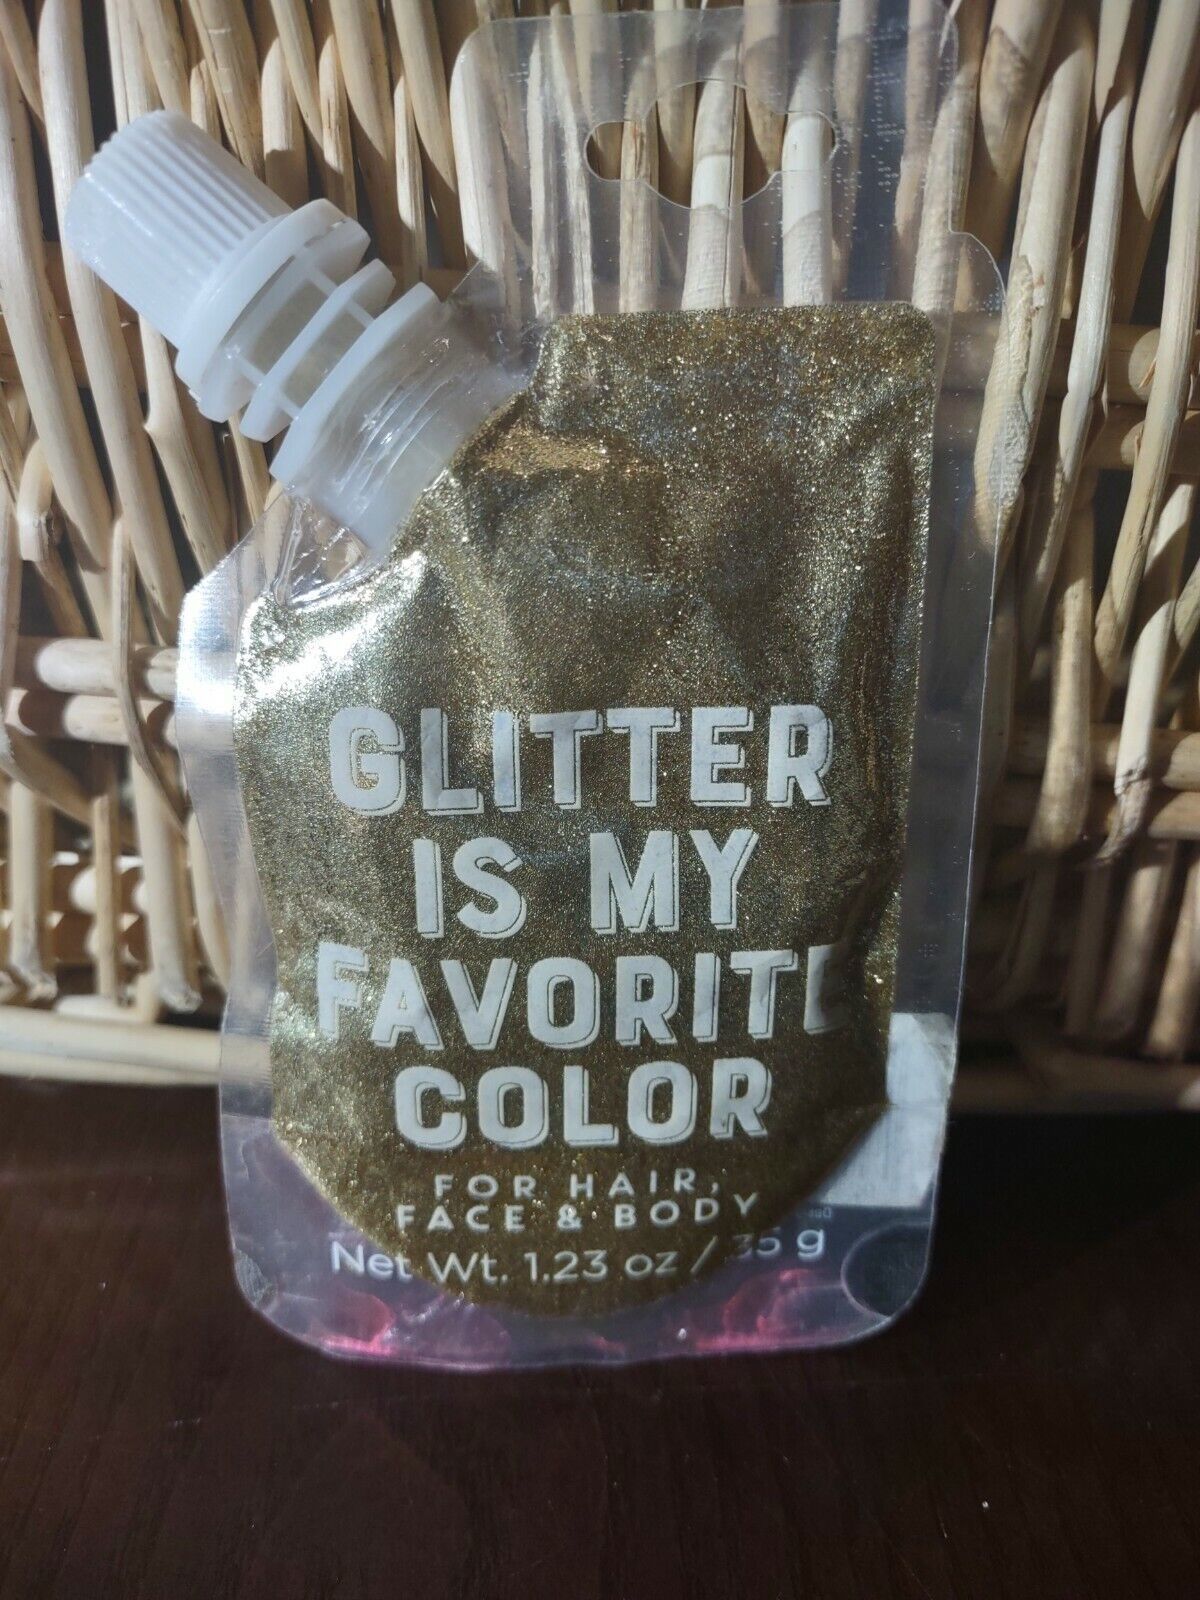 GLITTER
IS MY
FAVORITE
COLOR
FOR HAIR,
FACE & BODY
Net Wt. 1.23 oz / 35 g